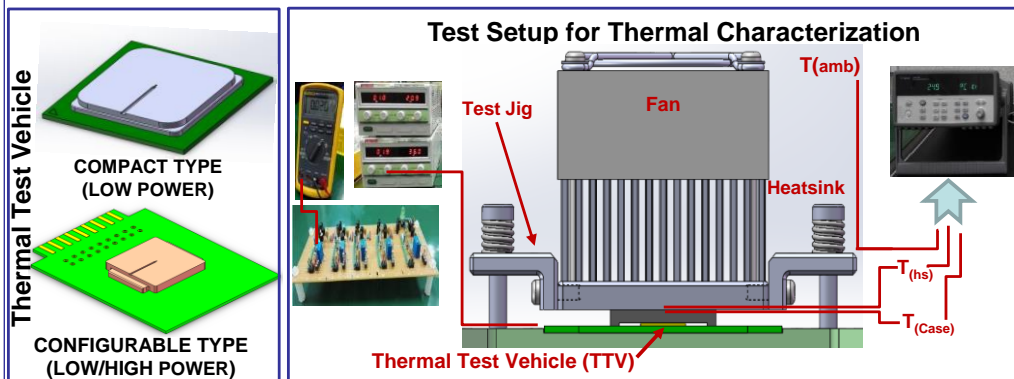 Thermal Test Vehicle
COMPACT TYPE
(LOW POWER)
CONFIGURABLE TYPE
(LOW/HIGH POWER)
Test Setup for Thermal Characterization
T(amb)
Fan
Test Jig
Heatsink
T(hs)
T(Case)
Thermal Test Vehicle (TTV)